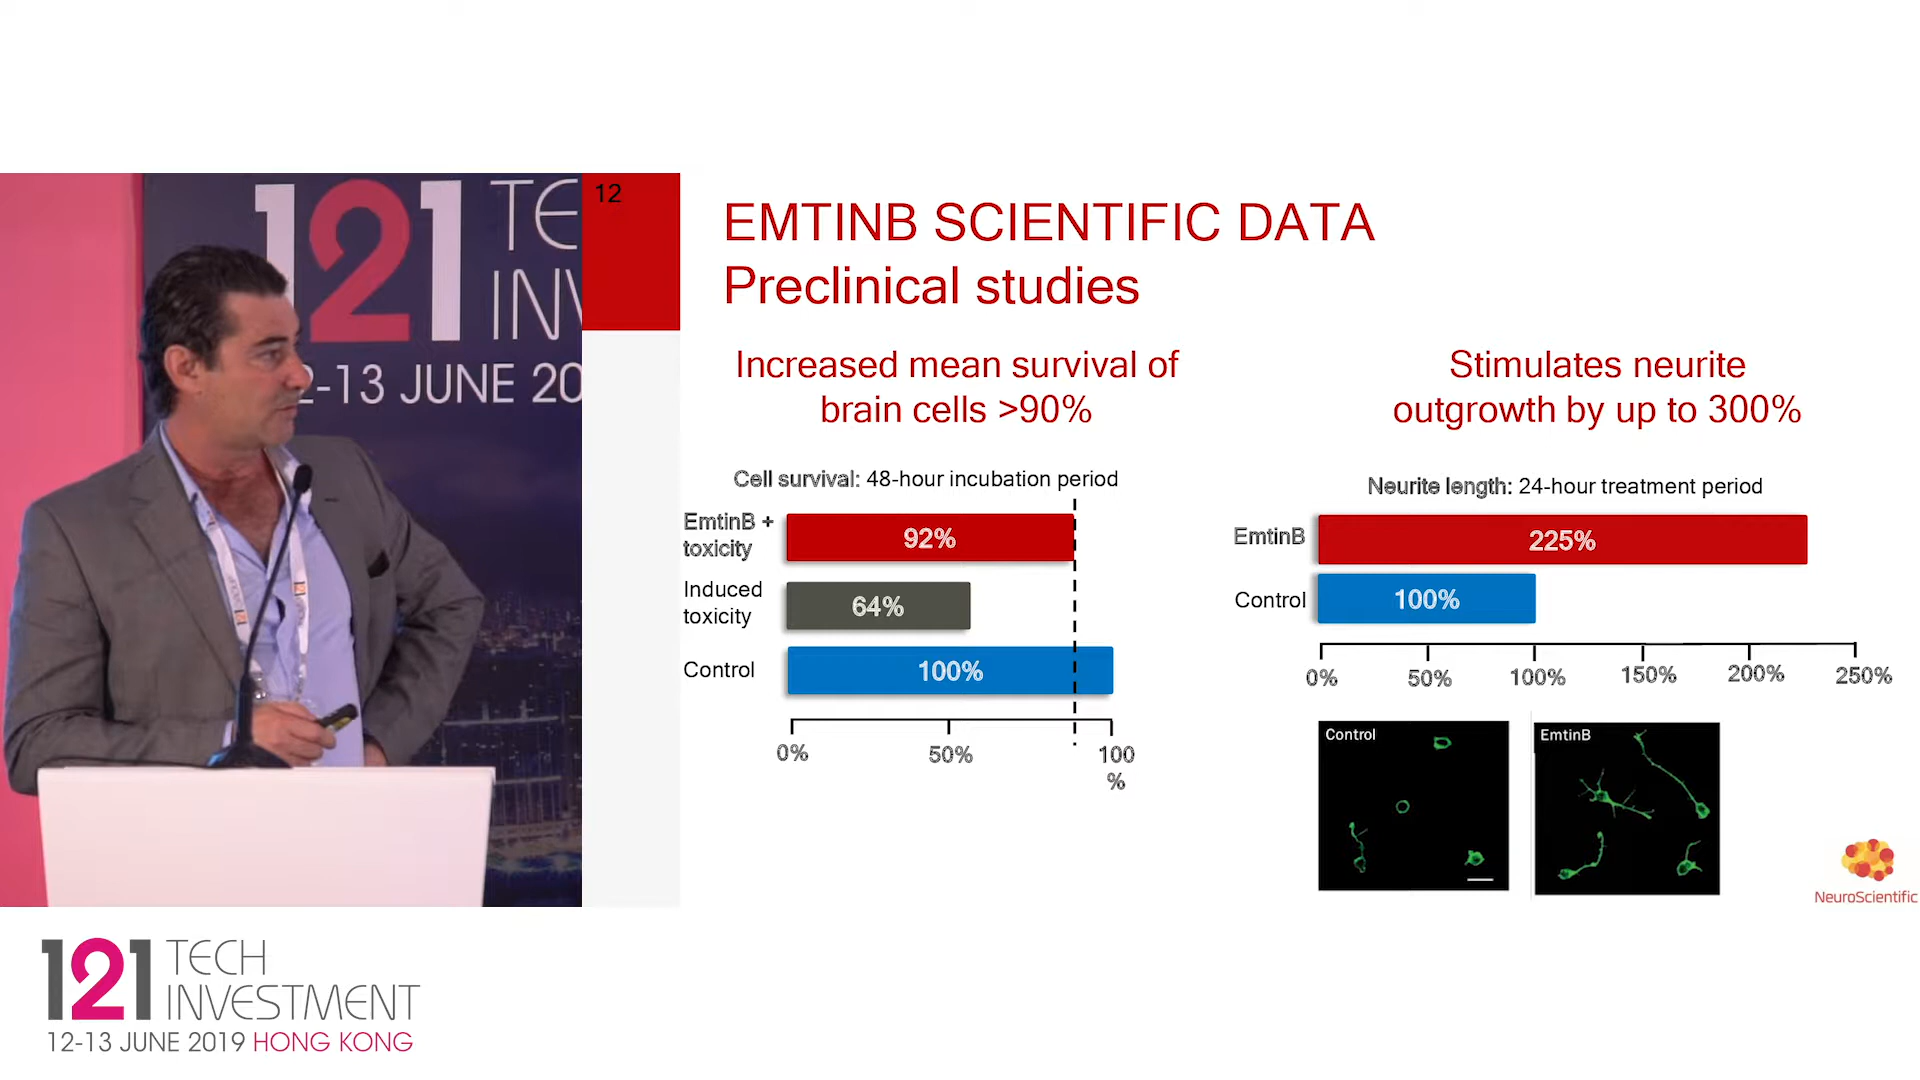 121 TE
INV
2-13 JUNE 20
12
EMTINB SCIENTIFIC DATA
Preclinical studies
Increased mean survival of
brain cells >90%
Cell survival: 48-hour incubation period
EmtinB +
toxicity
92%
Induced
toxicity
64%
Control
100%
0%
50%
100
%
Stimulates neurite
outgrowth by up to 300%
Neurite length: 24-hour treatment period
EmtinB
225%
Control
100%
0%
50%
100%
150%
200%
250%
Control
EmtinB
NeuroScientific
121 TECH
INVESTMENT
12-13 JUNE 2019 HONG KONG